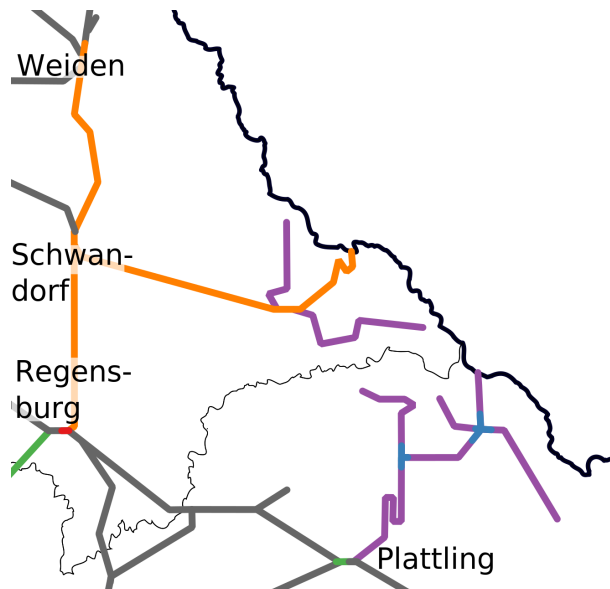 Weiden
Schwan-
dorf
Regens-
burg
Plattling